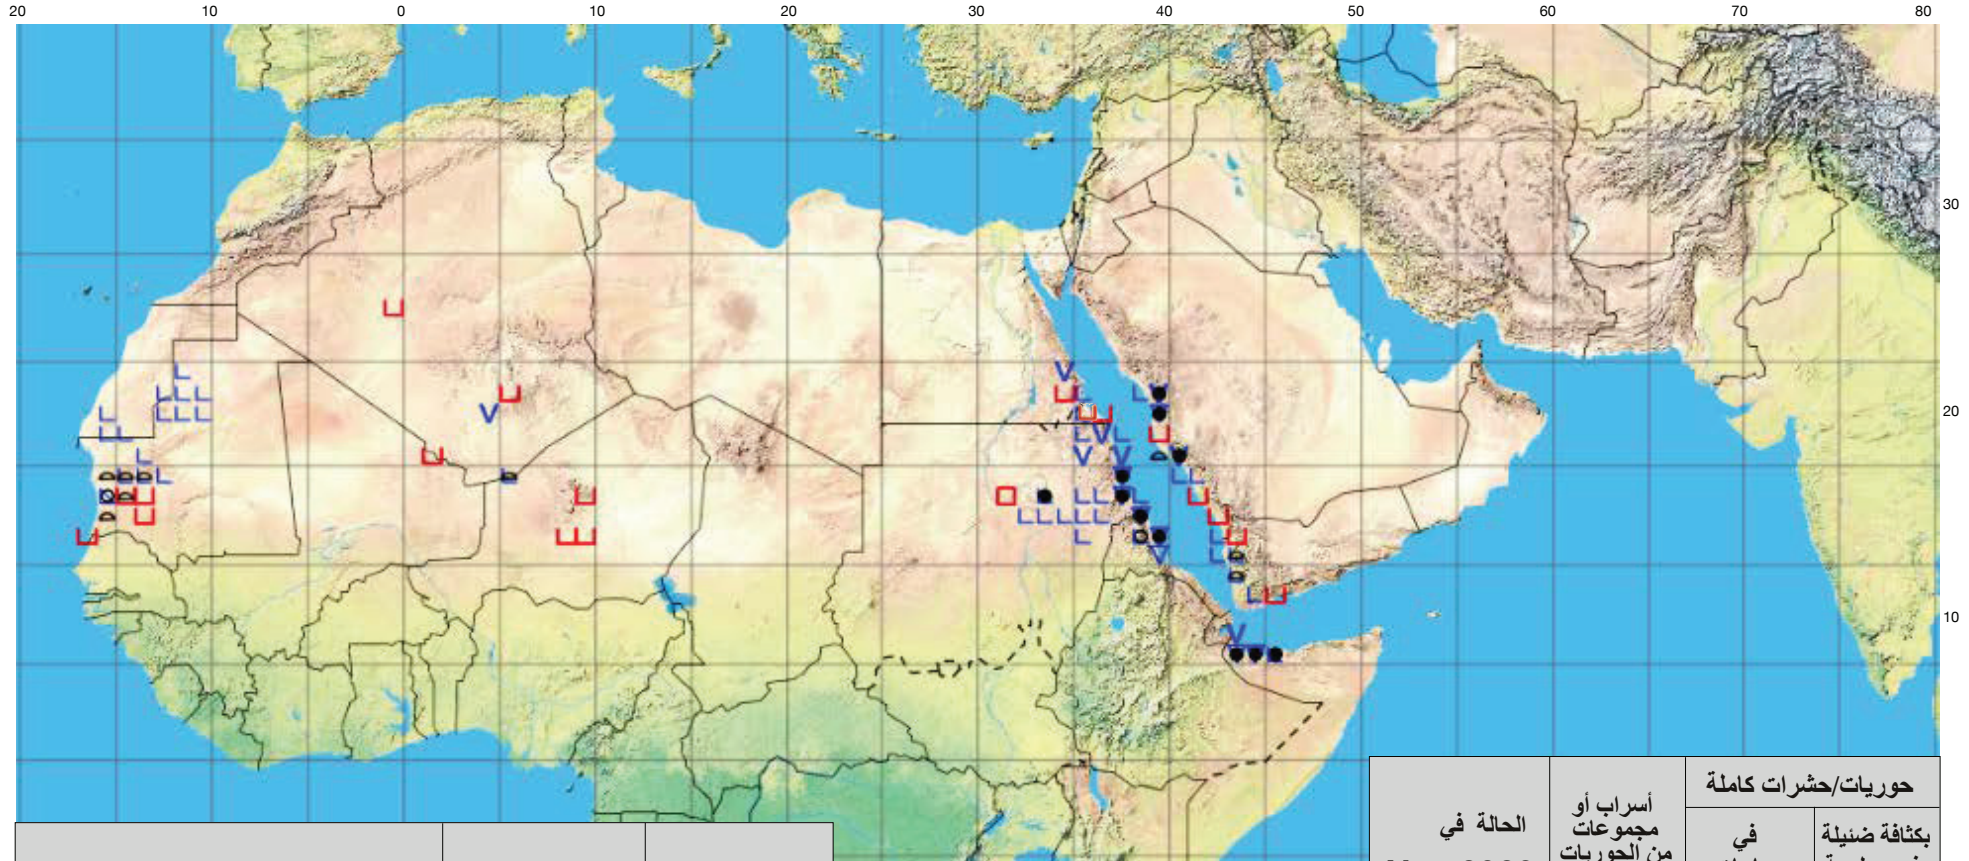 20 10 0 10 20 30 40 50 60 70 80
30
20
10
حوريات/حشرات كاملة
أسراب أو
مجموعات
من الحوريات
الحالة في
بكثافة ضئيلة
في